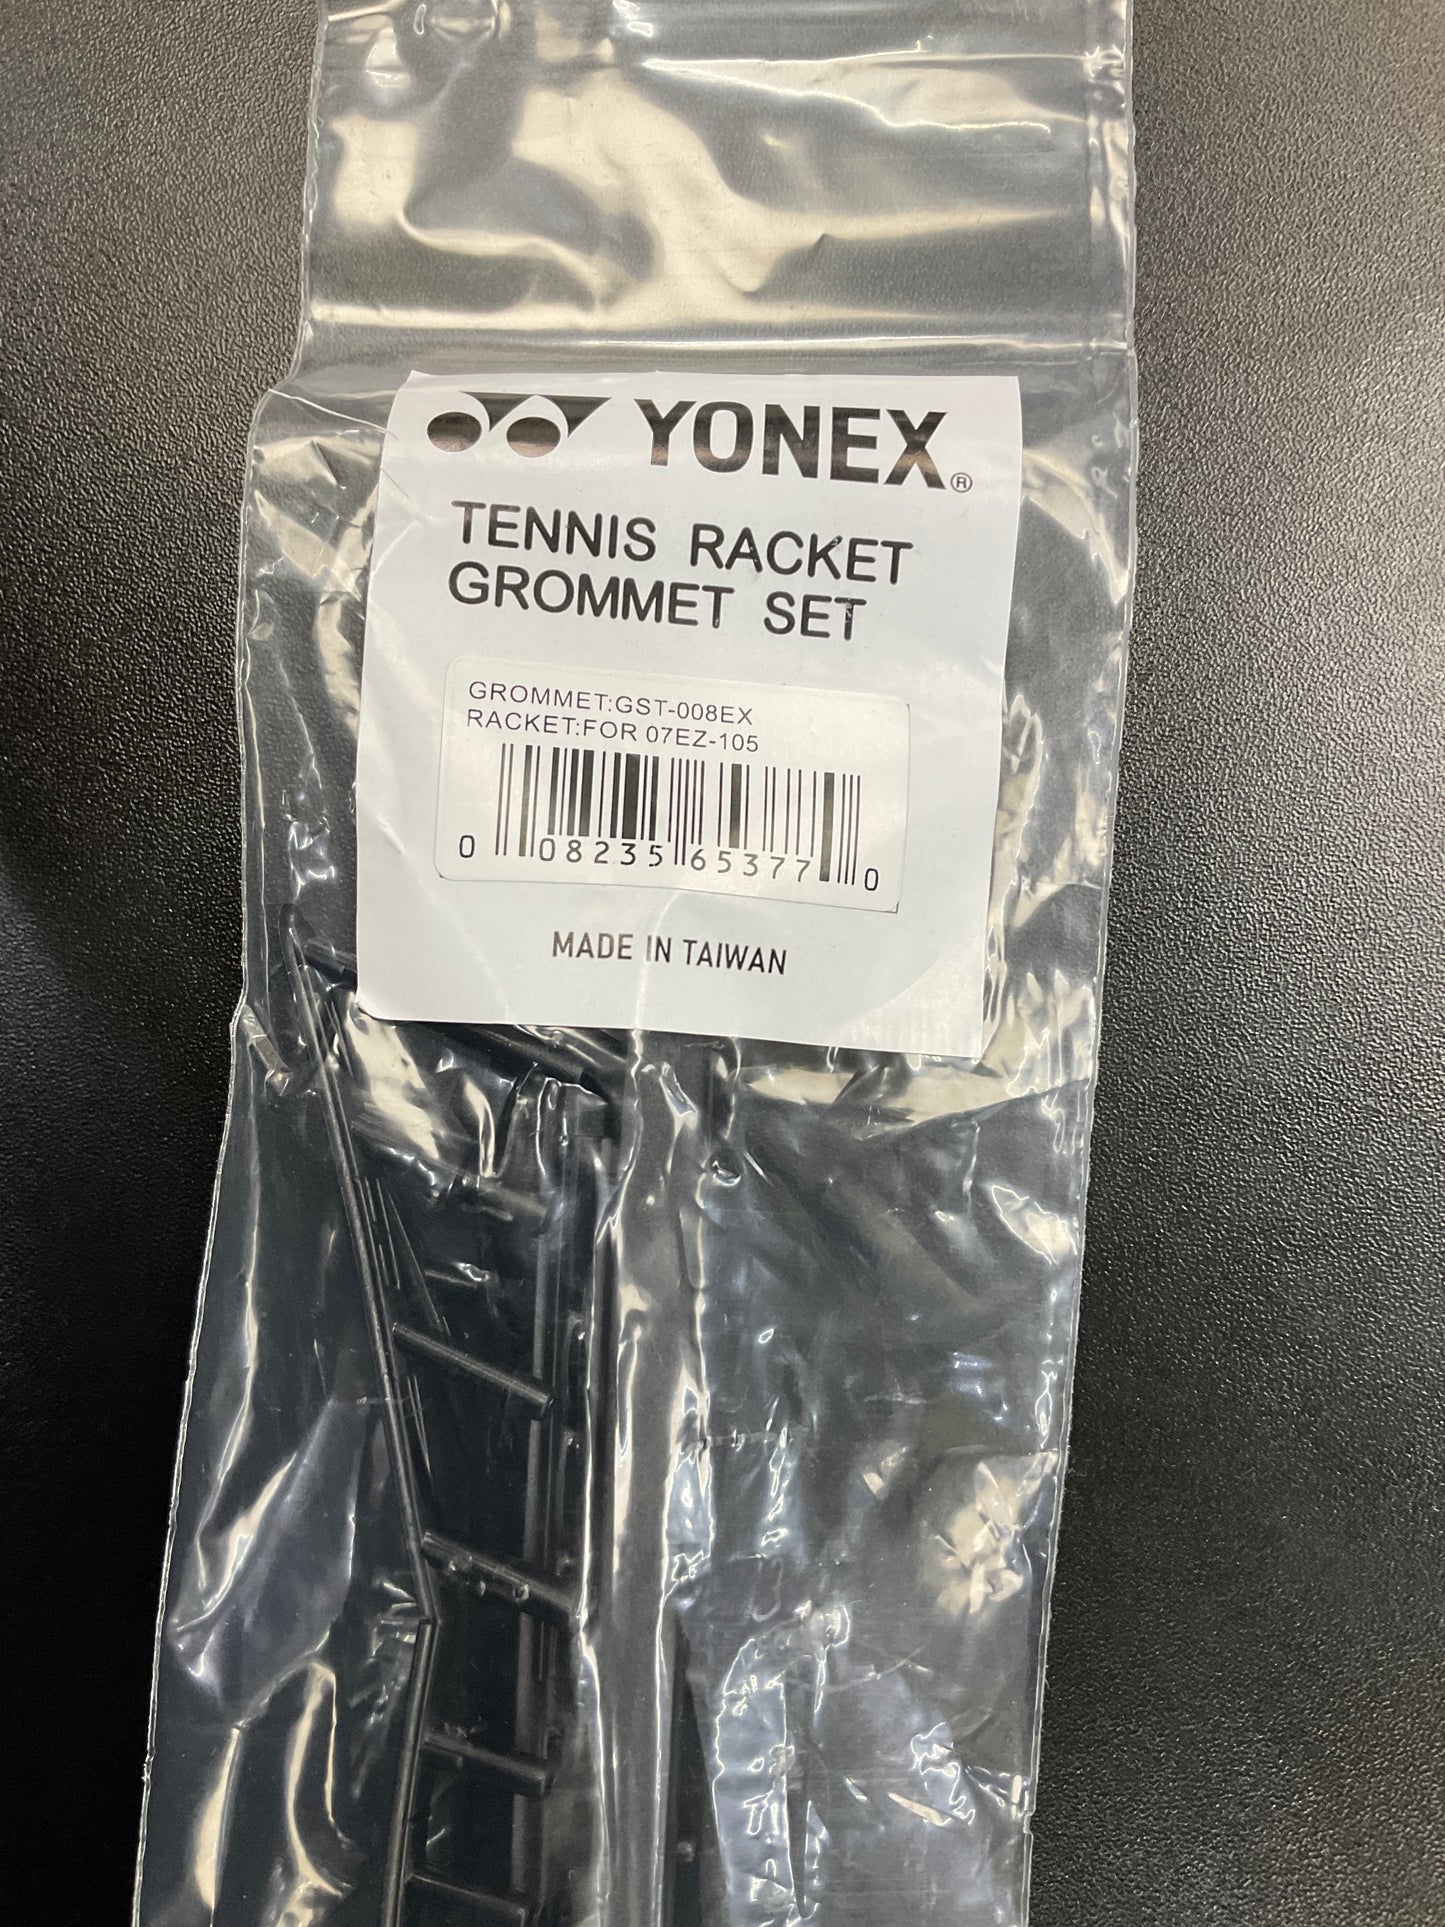 YONEX®
TENNIS RACKET
GROMMET SET
GROMMET:GST-008EX
RACKET:FOR 07EZ-105
0 08235 65377 0
MADE IN TAIWAN